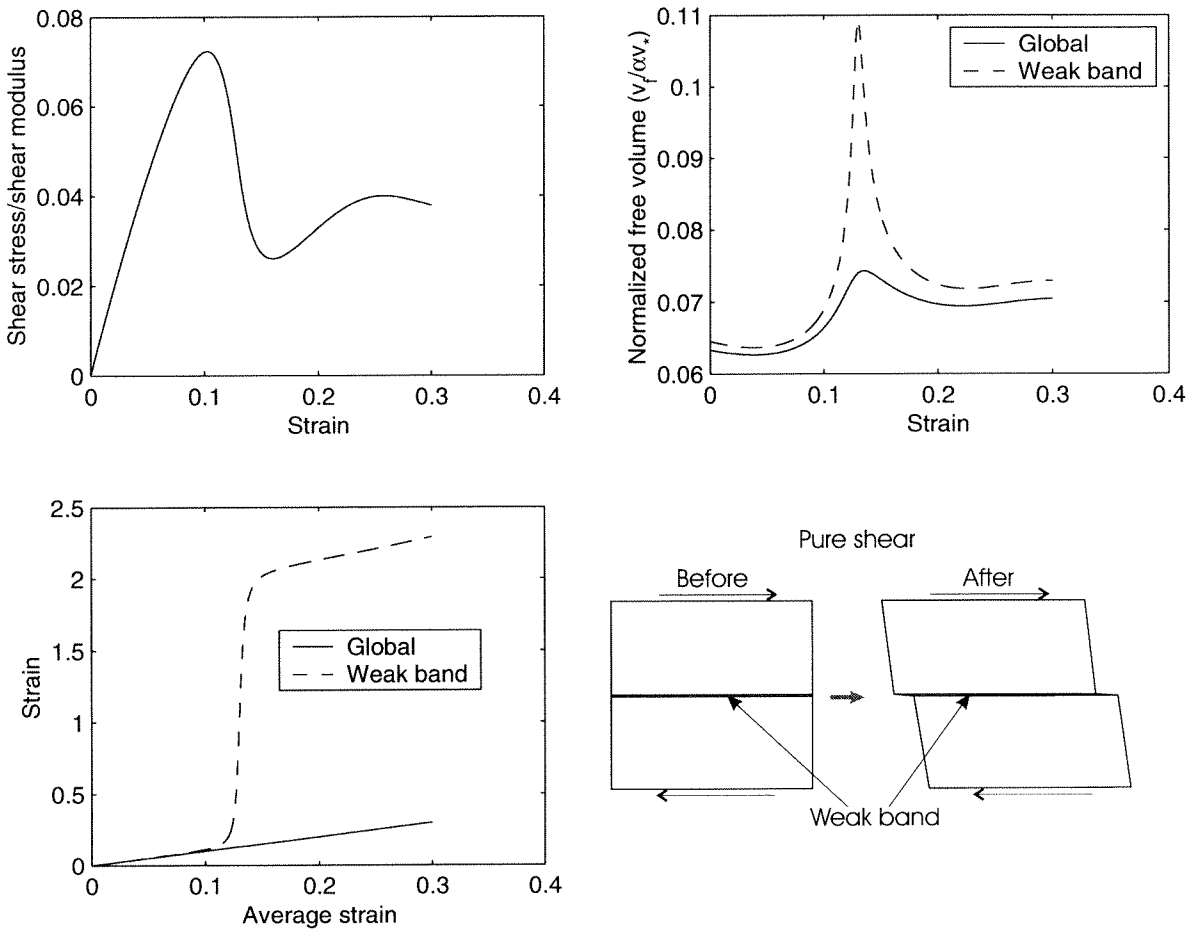 0.08
0.06
0.04
0.02
0
0
0.1
0.2
0.3
0.4
Shear stress/shear modulus
Strain
0.11
0.1
0.09
0.08
0.07
0.06
0
0.1
0.2
0.3
0.4
Normalized free volume (v_f/αv_*)
Strain
Global
Weak band
2.5
2
1.5
1
0.5
0
0
0.1
0.2
0.3
0.4
Strain
Average strain
Global
Weak band
Pure shear
Before
After
Weak band